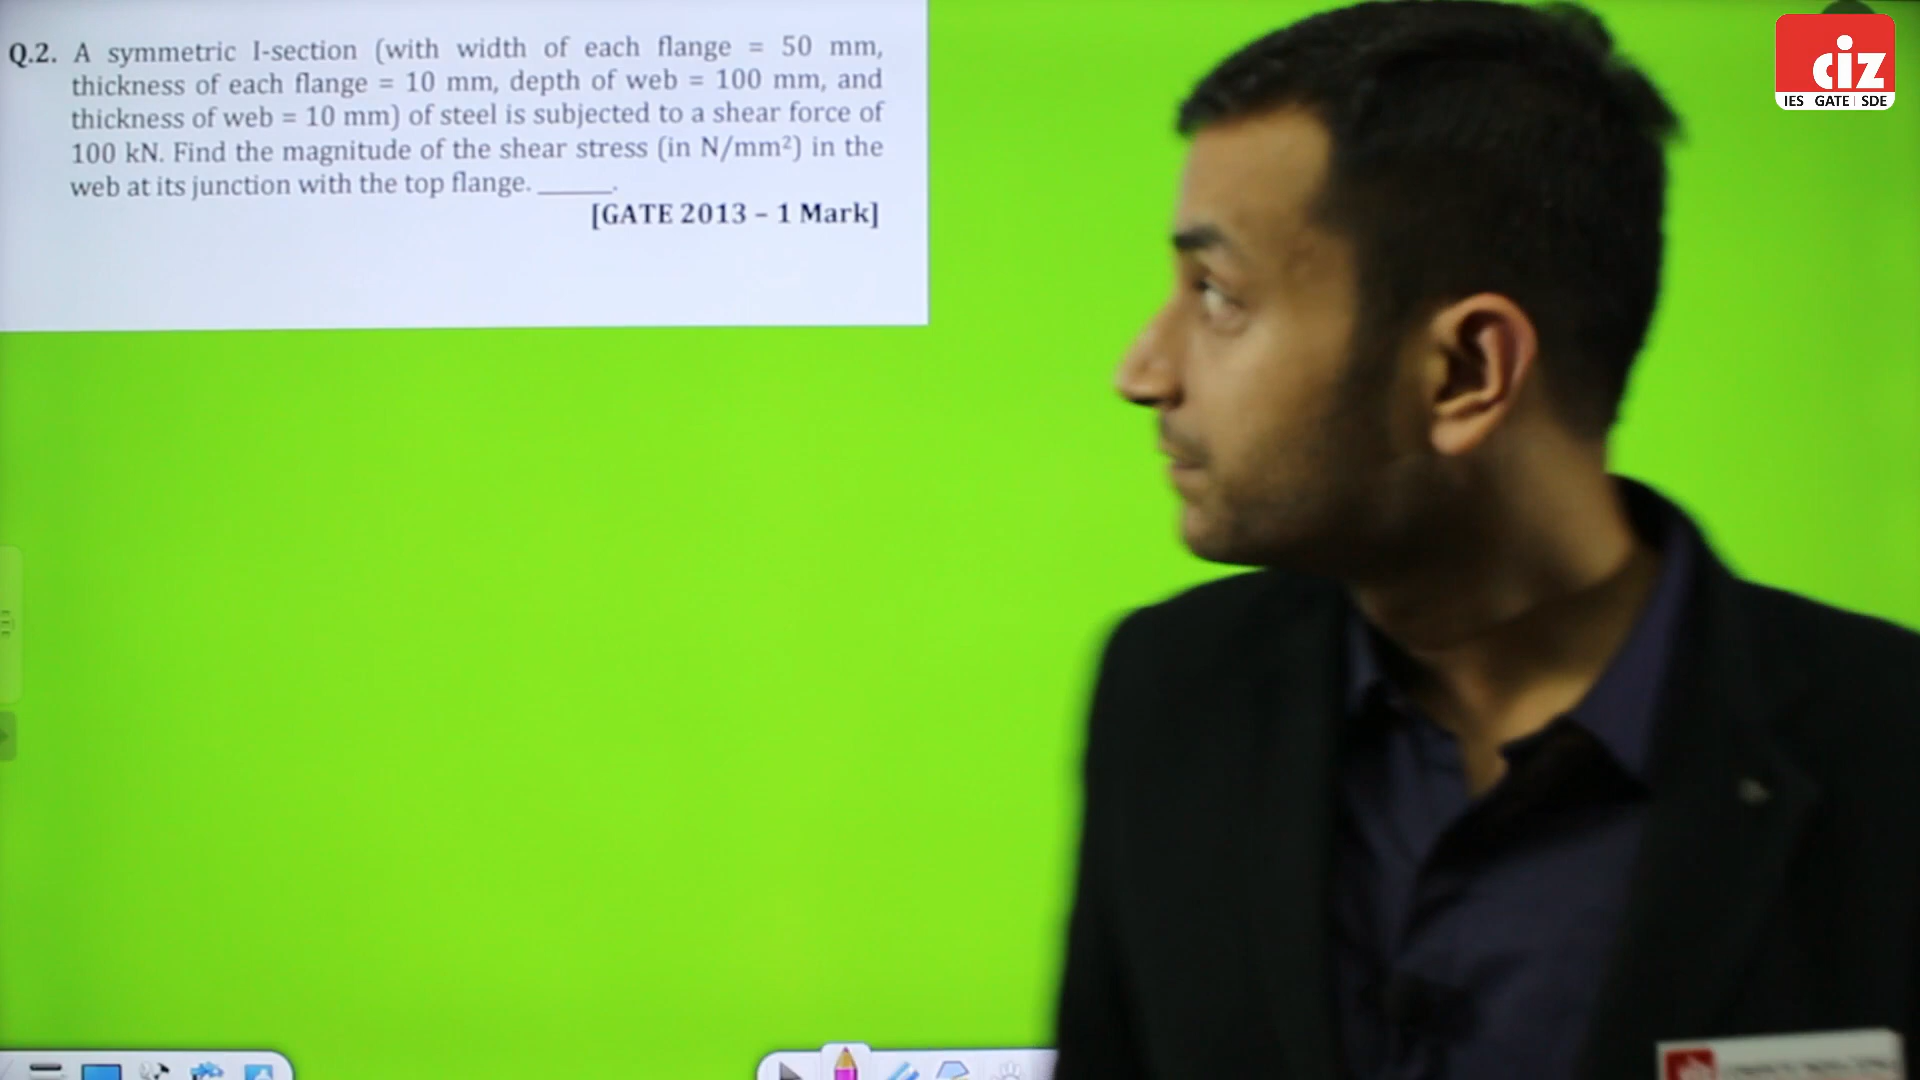 Q.2. A symmetric I-section (with width of each flange = 50 mm,
thickness of each flange = 10 mm, depth of web = 100 mm, and
thickness of web = 10 mm) of steel is subjected to a shear force of
100 kN. Find the magnitude of the shear stress (in N/mm²) in the
web at its junction with the top flange. ______.
[GATE 2013 – 1 Mark]
ciz
IES GATE | SDE